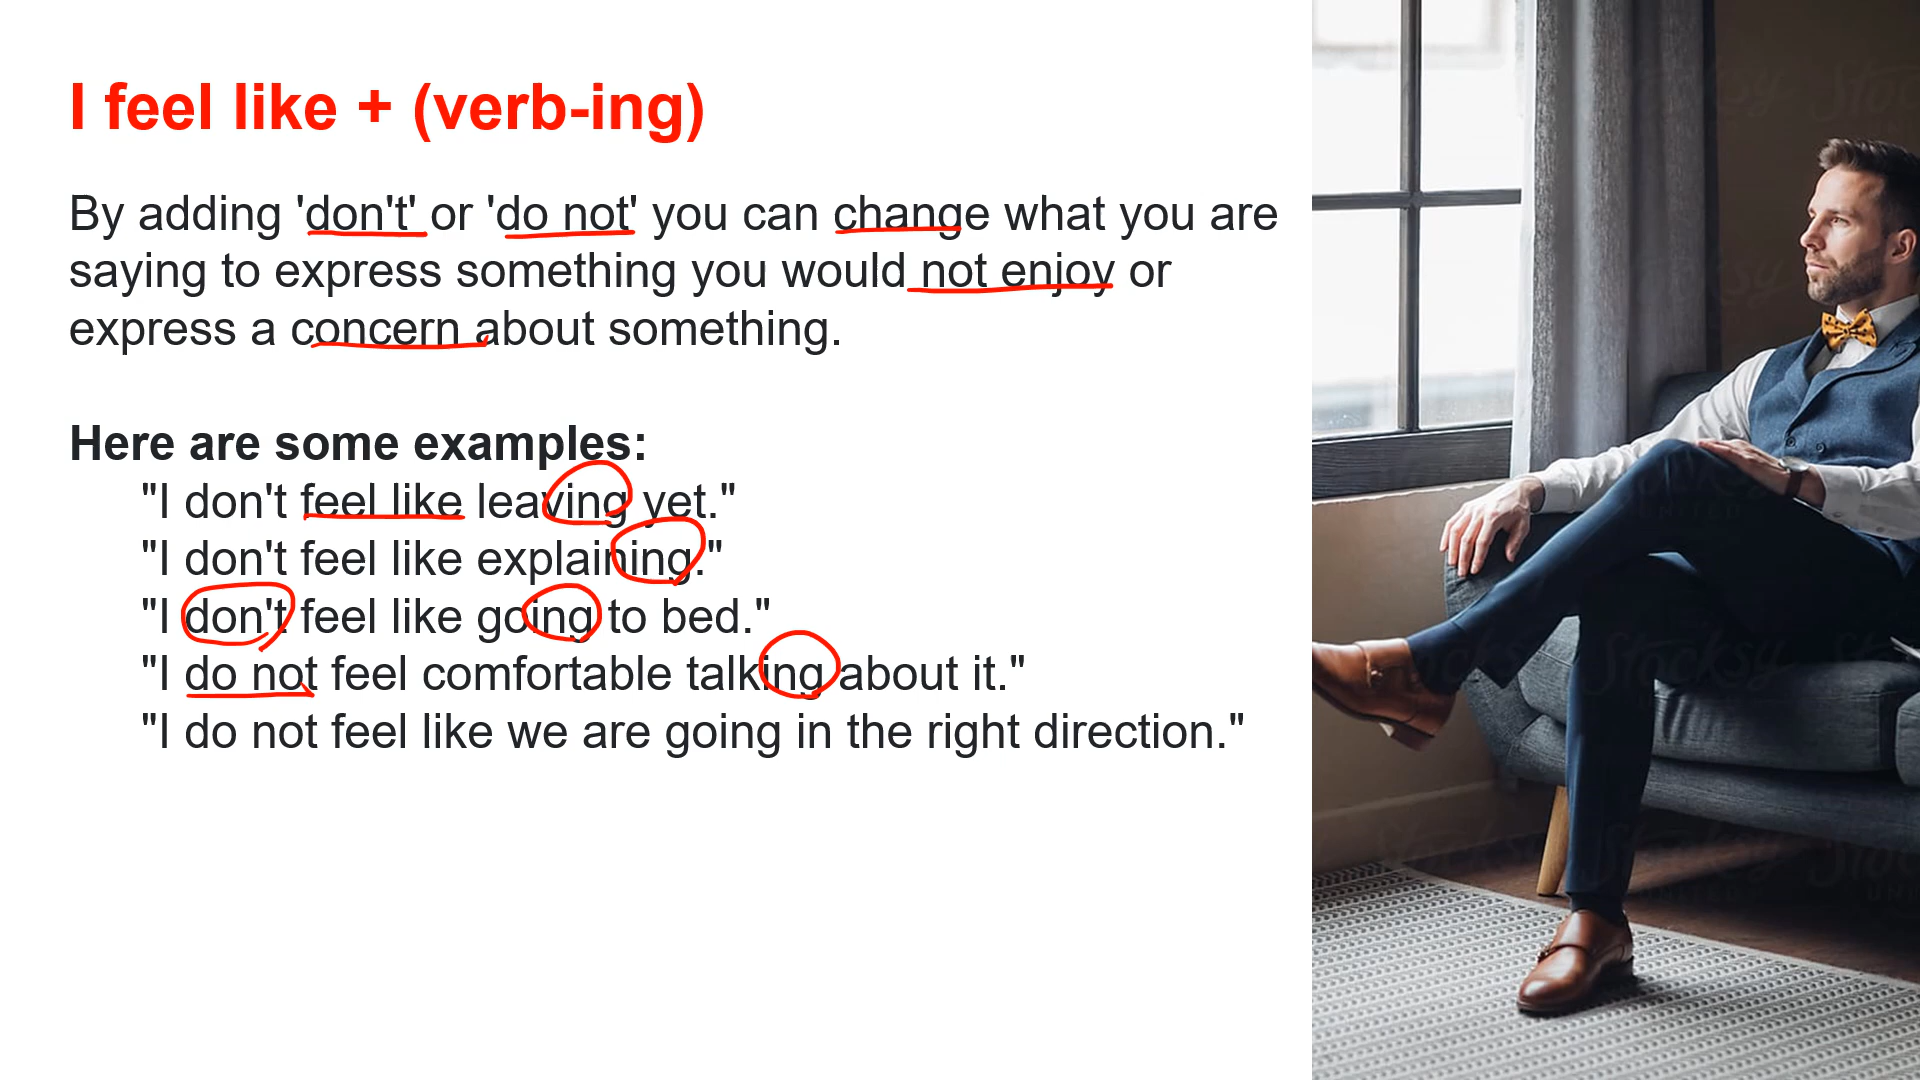 I feel like + (verb-ing)
By adding 'don't' or 'do not' you can change what you are
saying to express something you would not enjoy or
express a concern about something.
Here are some examples:
"I don't feel like leaving yet."
"I don't feel like explaining."
"I don't feel like going to bed."
"I do not feel comfortable talking about it."
"I do not feel like we are going in the right direction."
Stocksy